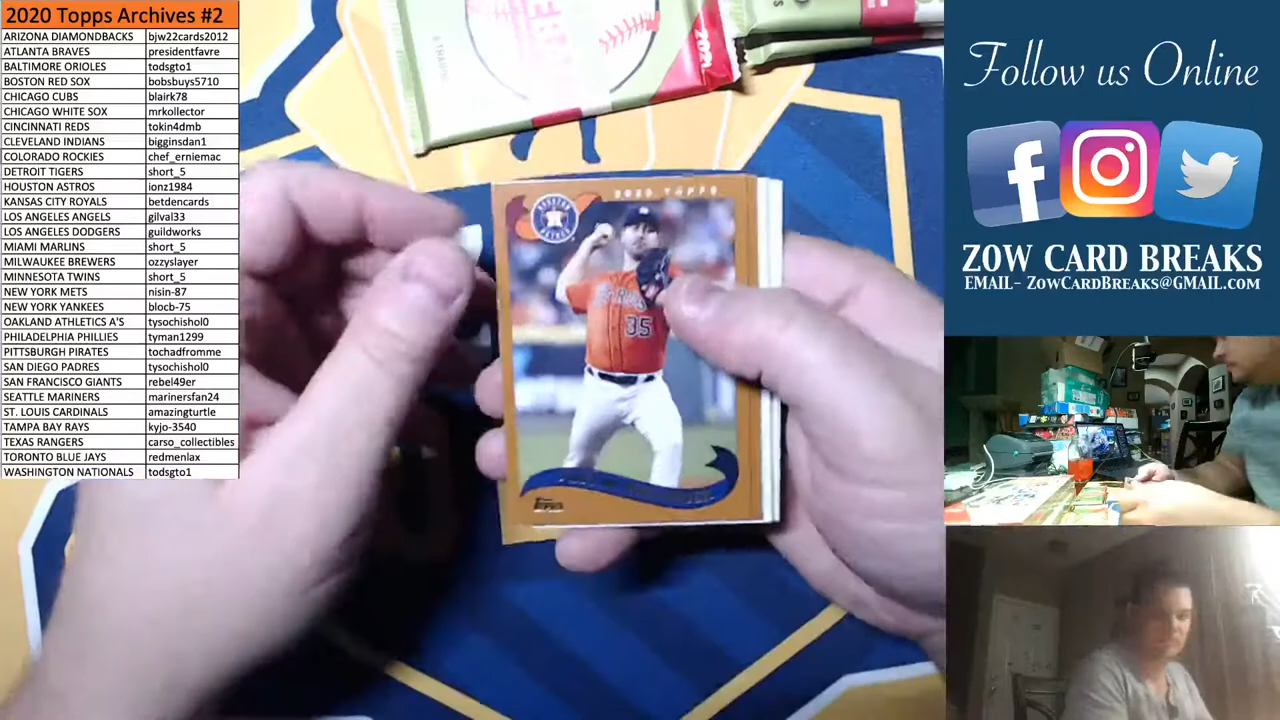 2020 Topps Archives #2
ARIZONA DIAMONDBACKS bjw22cards2012
ATLANTA BRAVES presidentfavre
BALTIMORE ORIOLES todsgto1
BOSTON RED SOX bobsbuys5710
CHICAGO CUBS blairk78
CHICAGO WHITE SOX mrkollector
CINCINNATI REDS tokin4dmb
CLEVELAND INDIANS bigginsdan1
COLORADO ROCKIES chef_erniemac
DETROIT TIGERS short_5
HOUSTON ASTROS ionz1984
KANSAS CITY ROYALS betdencards
LOS ANGELES ANGELS gilval33
LOS ANGELES DODGERS guildworks
MIAMI MARLINS short_5
MILWAUKEE BREWERS ozzyslayer
MINNESOTA TWINS short_5
NEW YORK METS nisin-87
NEW YORK YANKEES blocb-75
OAKLAND ATHLETICS A'S tysochishol0
PHILADELPHIA PHILLIES tyman1299
PITTSBURGH PIRATES tochadfromme
SAN DIEGO PADRES tysochishol0
SAN FRANCISCO GIANTS rebel49er
SEATTLE MARINERS marinersfan24
ST. LOUIS CARDINALS amazingturtle
TAMPA BAY RAYS kyjo-3540
TEXAS RANGERS carso_collectibles
TORONTO BLUE JAYS redmenlax
WASHINGTON NATIONALS todsgto1
2020 TOPPS
35
Topps
Follow us Online
ZOW CARD BREAKS
EMAIL- ZOWCARDBREAKS@GMAIL.COM